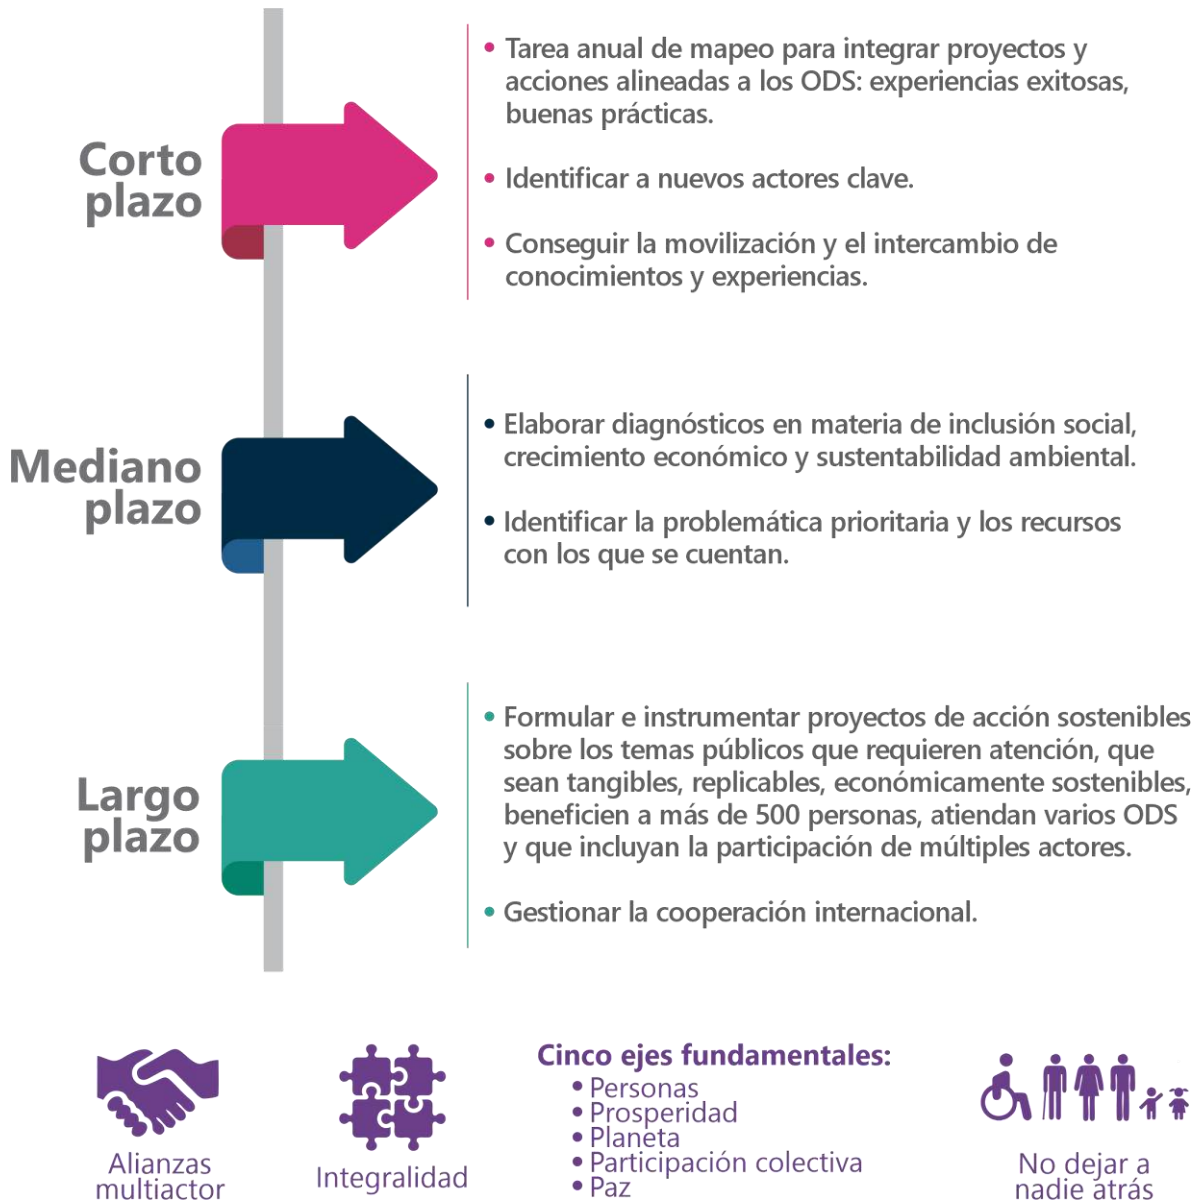 Corto
plazo
• Tarea anual de mapeo para integrar proyectos y
acciones alineadas a los ODS: experiencias exitosas,
buenas prácticas.
• Identificar a nuevos actores clave.
• Conseguir la movilización y el intercambio de
conocimientos y experiencias.
Mediano
plazo
• Elaborar diagnósticos en materia de inclusión social,
crecimiento económico y sustentabilidad ambiental.
• Identificar la problemática prioritaria y los recursos
con los que se cuentan.
Largo
plazo
• Formular e instrumentar proyectos de acción sostenibles
sobre los temas públicos que requieren atención, que
sean tangibles, replicables, económicamente sostenibles,
beneficien a más de 500 personas, atiendan varios ODS
y que incluyan la participación de múltiples actores.
• Gestionar la cooperación internacional.
Alianzas
multiactor
Integralidad
Cinco ejes fundamentales:
• Personas
• Prosperidad
• Planeta
• Participación colectiva
• Paz
No dejar a
nadie atrás